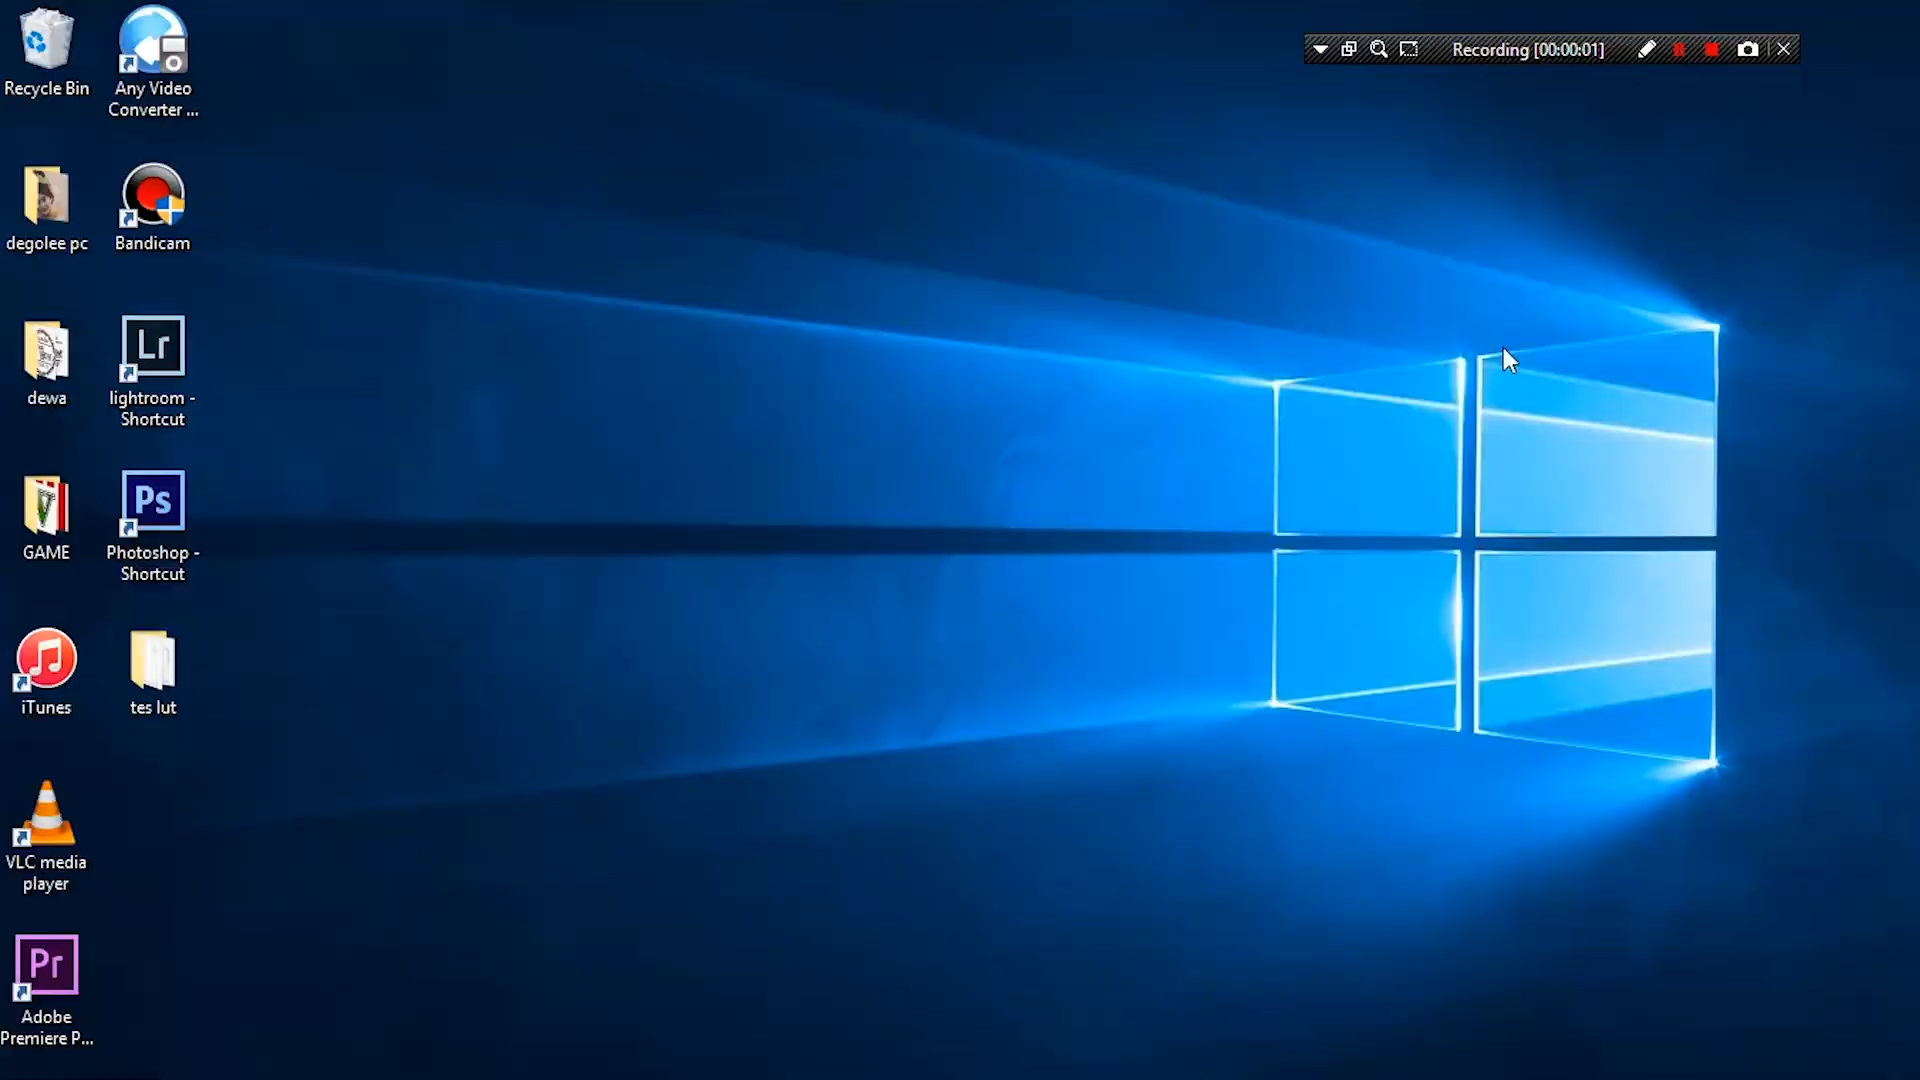 Recording [00:00:01]
Recycle Bin
Any Video
Converter ...
degolee pc
Bandicam
dewa
Lr
lightroom -
Shortcut
GAME
Ps
Photoshop -
Shortcut
iTunes
tes lut
VLC media
player
Pr
Adobe
Premiere P...